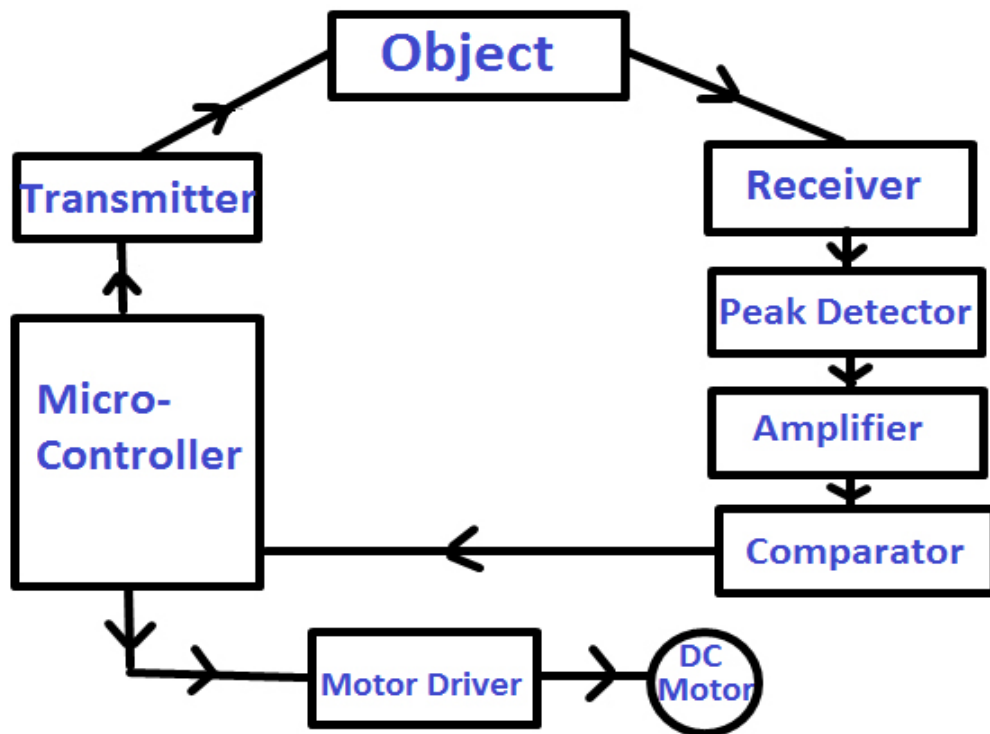 Object
Transmitter
Receiver
Peak Detector
Micro-
Controller
Amplifier
Comparator
Motor Driver
DC
Motor